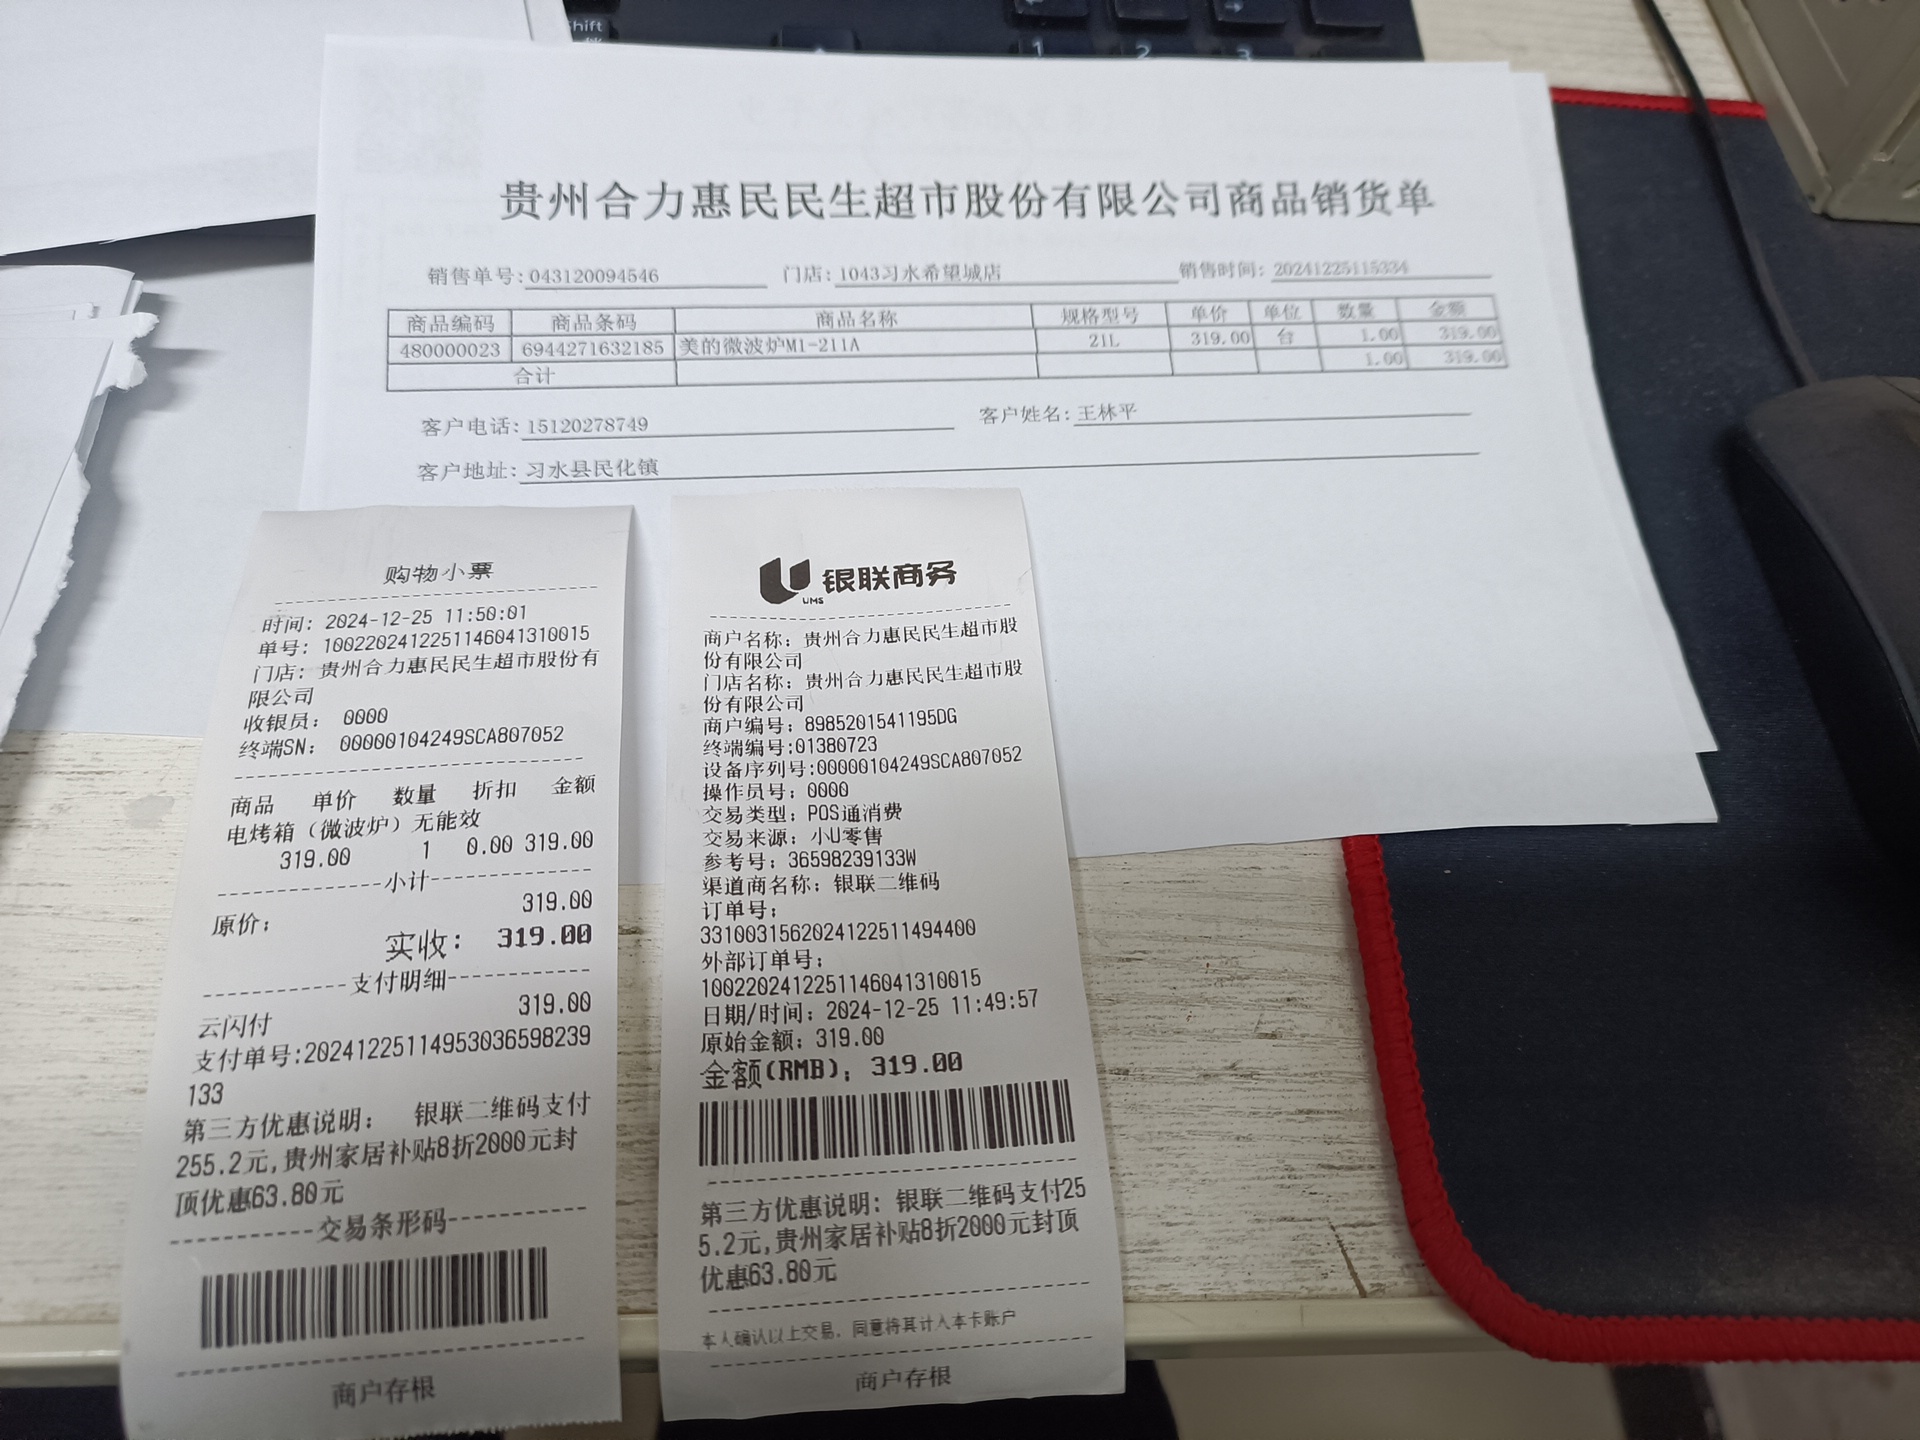 Shift
1 2 3
贵州合力惠民民生超市股份有限公司商品销货单
销售单号: 043120094546 门店: 1043习水希望城店 销售时间: 20241225115334
商品编码 商品条码 商品名称 规格型号 单价 单位 数量 金额
480000023 6944271632185 美的微波炉M1-211A 21L 319.00 台 1.00 319.00
合计 1.00 319.00
客户电话: 15120278749 客户姓名: 王林平
客户地址: 习水县民化镇
购物小票
时间: 2024-12-25 11:50:01
单号: 10022024122511460413100​15
门店: 贵州合力惠民民生超市股份有
限公司
收银员: 0000
终端SN: 00000104249SCA807052
商品 单价 数量 折扣 金额
电烤箱（微波炉）无能效
319.00 1 0.00 319.00
小计
原价: 319.00
实收: 319.00
支付明细
云闪付 319.00
支付单号:20241225114953036598239
133
第三方优惠说明: 银联二维码支付
255.2元,贵州家居补贴8折2000元封
顶优惠63.80元
交易条形码
商户存根
银联商务
UMS
商户名称: 贵州合力惠民民生超市股
份有限公司
门店名称: 贵州合力惠民民生超市股
份有限公司
商户编号: 8985201541195DG
终端编号:01380723
设备序列号:00000104249SCA807052
操作员号: 0000
交易类型: POS通消费
交易来源: 小U零售
参考号: 36598239133W
渠道商名称: 银联二维码
订单号:
33100315620241225114​94400
外部订单号:
1002202412251146041310015
日期/时间: 2024-12-25 11:49:57
原始金额: 319.00
金额(RMB): 319.00
第三方优惠说明: 银联二维码支付25
5.2元,贵州家居补贴8折2000元封顶
优惠63.80元
本人确认以上交易, 同意将其计入本卡账户
商户存根